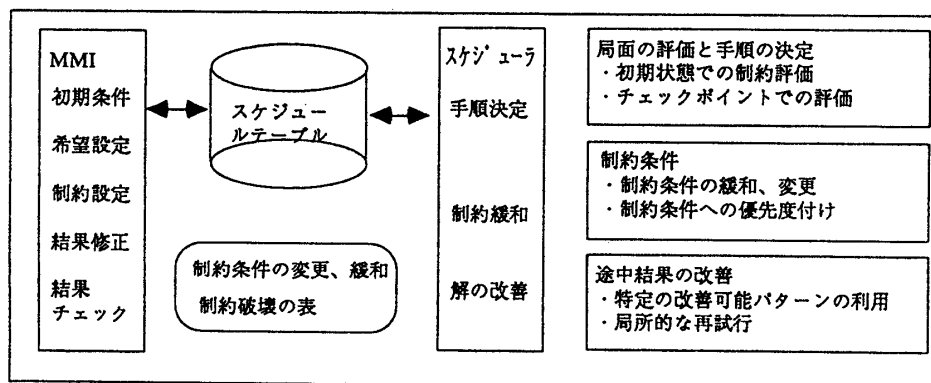 MMI
初期条件
希望設定
制約設定
結果修正
結果
チェック
スケジュー
ルテーブル
制約条件の変更、緩和
制約破壊の表
スケジューラ
手順決定
制約緩和
解の改善
局面の評価と手順の決定
・初期状態での制約評価
・チェックポイントでの評価
制約条件
・制約条件の緩和、変更
・制約条件への優先度付け
途中結果の改善
・特定の改善可能パターンの利用
・局所的な再試行